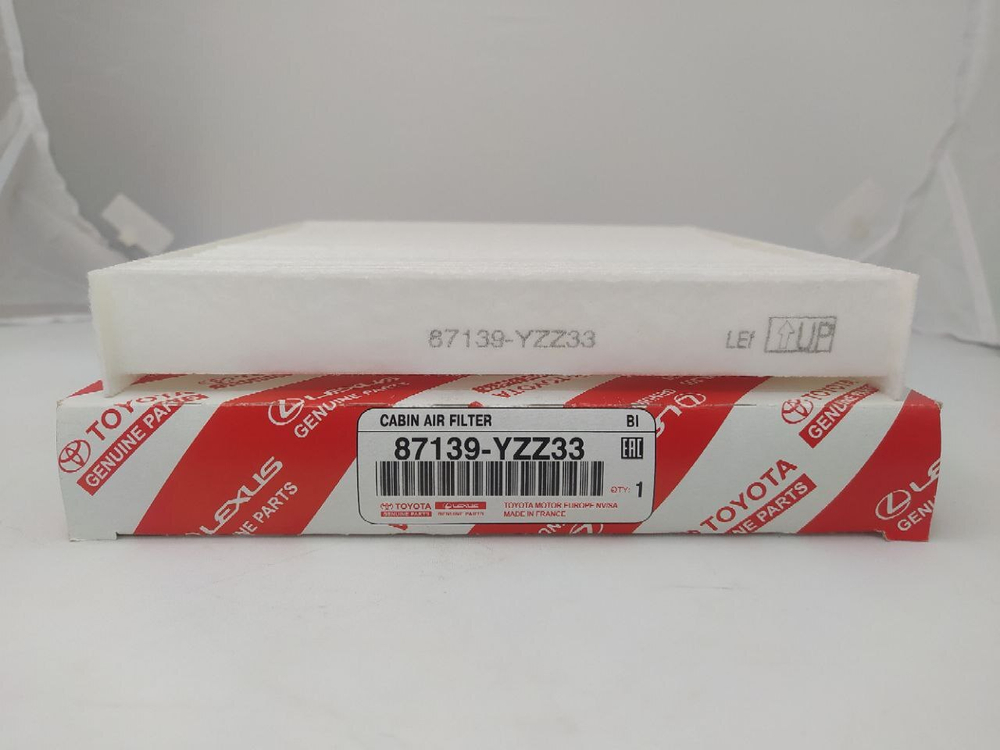 87139-YZZ33
UP
TOYOTA
GENUINE PARTS
LEXUS
GENUINE PARTS
LEXUS
GENUINE PARTS
CABIN AIR FILTER BI
87139-YZZ33
EAC
QTY: 1
TOYOTA LEXUS
TOYOTA MOTOR EUROPE NV/SA
MADE IN FRANCE
TOYOTA
GENUINE PARTS
LEXUS